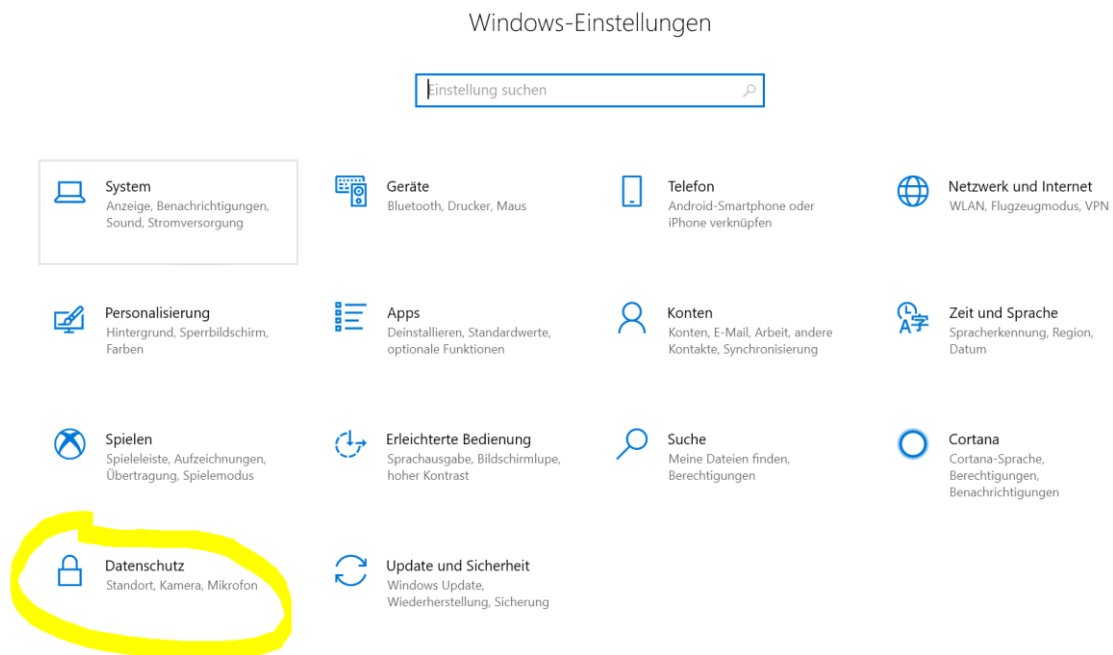 Windows-Einstellungen
Einstellung suchen
System
Anzeige, Benachrichtigungen,
Sound, Stromversorgung
Geräte
Bluetooth, Drucker, Maus
Telefon
Android-Smartphone oder
iPhone verknüpfen
Netzwerk und Internet
WLAN, Flugzeugmodus, VPN
Personalisierung
Hintergrund, Sperrbildschirm,
Farben
Apps
Deinstallieren, Standardwerte,
optionale Funktionen
Konten
Konten, E-Mail, Arbeit, andere
Kontakte, Synchronisierung
Zeit und Sprache
Spracherkennung, Region,
Datum
Spielen
Spieleleiste, Aufzeichnungen,
Übertragung, Spielemodus
Erleichterte Bedienung
Sprachausgabe, Bildschirmlupe,
hoher Kontrast
Suche
Meine Dateien finden,
Berechtigungen
Cortana
Cortana-Sprache,
Berechtigungen,
Benachrichtigungen
Datenschutz
Standort, Kamera, Mikrofon
Update und Sicherheit
Windows Update,
Wiederherstellung, Sicherung